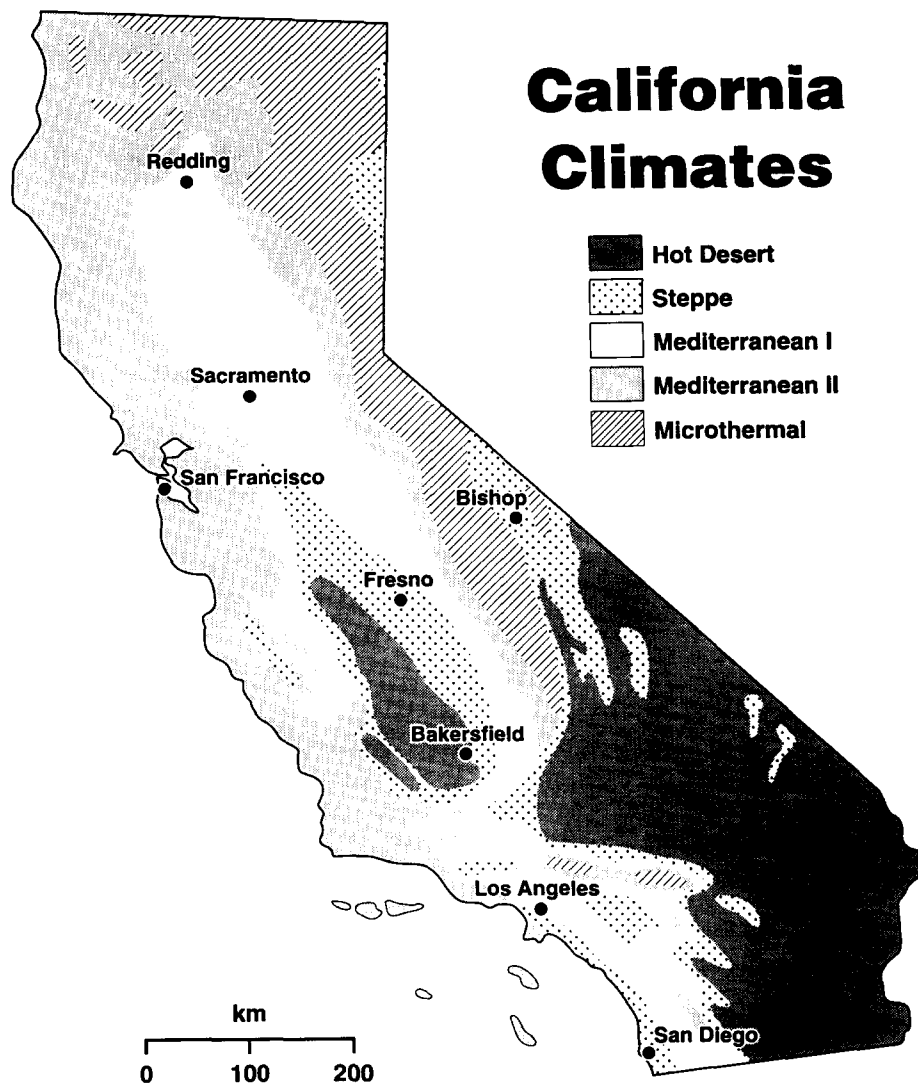 California
Climates
Hot Desert
Steppe
Mediterranean I
Mediterranean II
Microthermal
Redding
Sacramento
San Francisco
Bishop
Fresno
Bakersfield
Los Angeles
San Diego
km
0 100 200